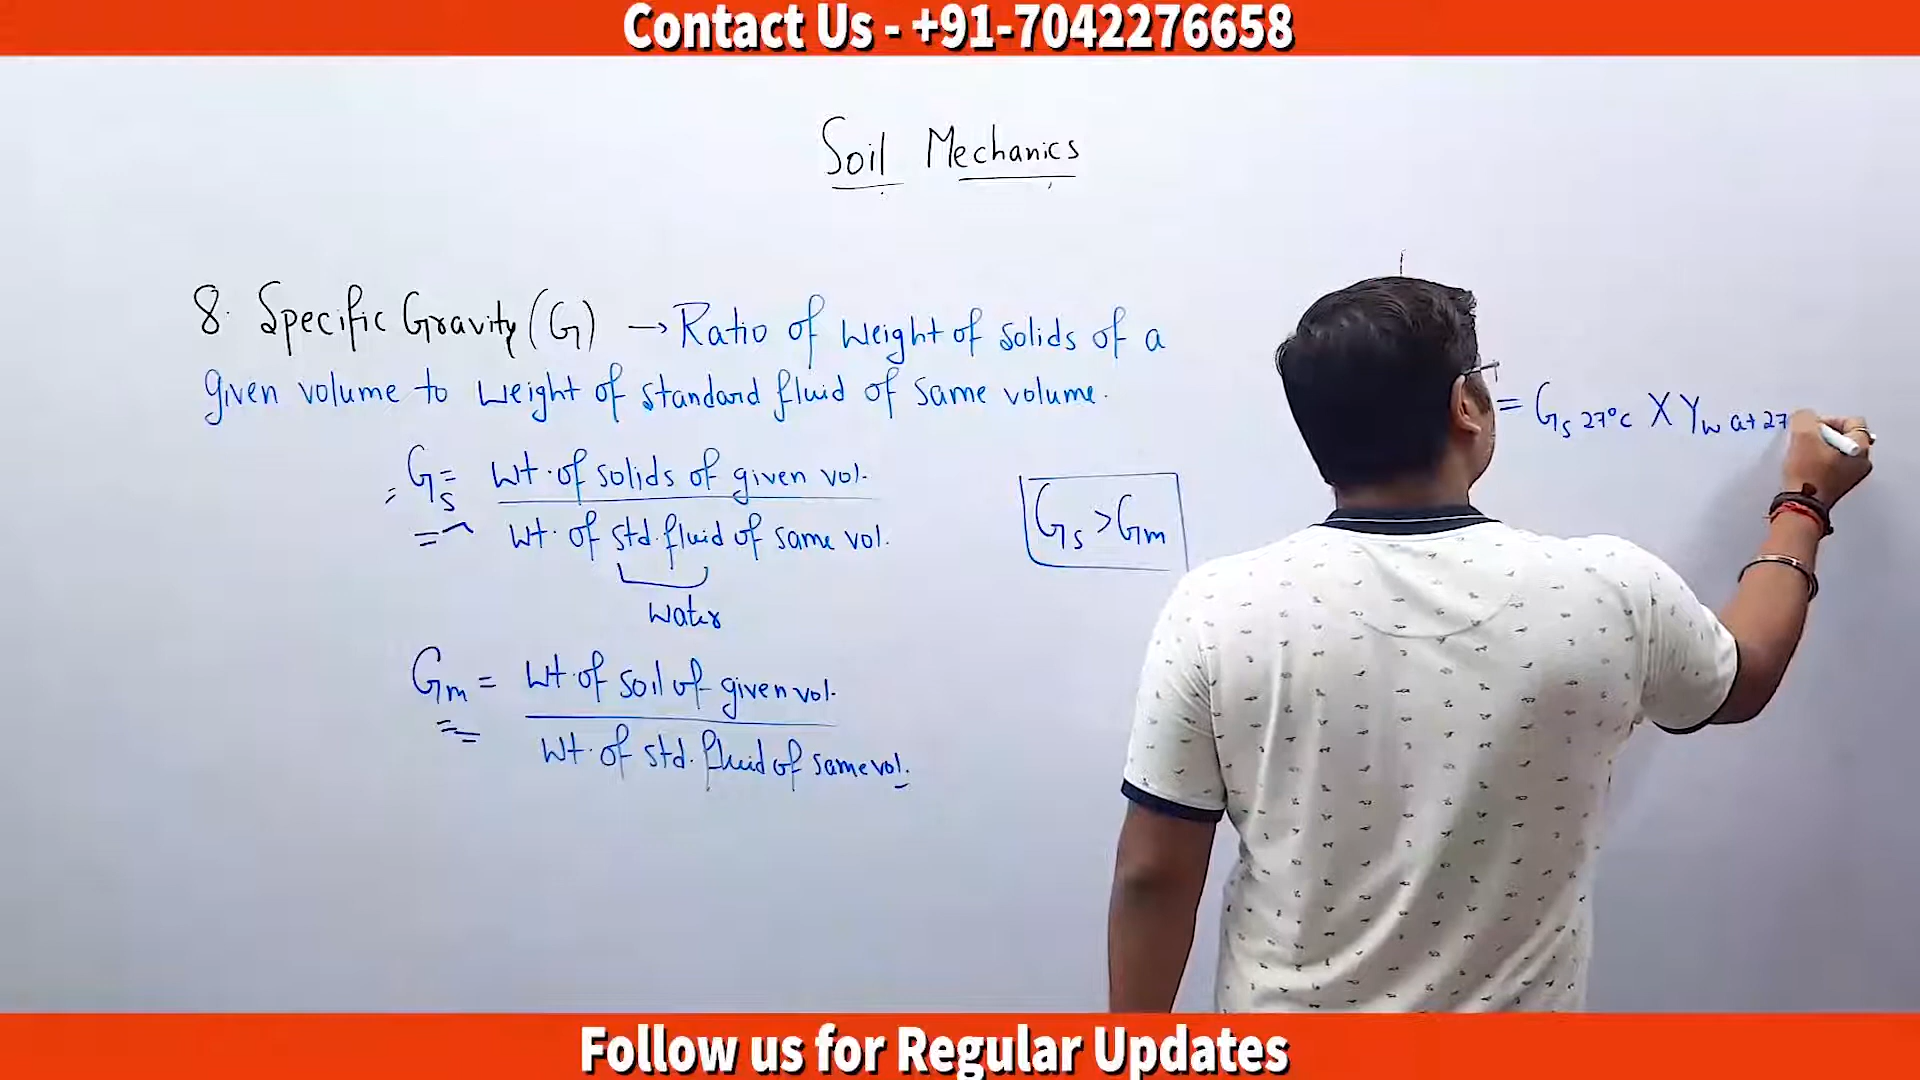 Contact Us - +91-7042276658
Soil Mechanics
8. Specific Gravity (G) → Ratio of weight of solids of a
given volume to weight of standard fluid of same volume.
Gs = wt. of solids of given vol.
wt. of std. fluid of same vol.
water
Gm = wt. of soil of given vol.
wt. of std. fluid of same vol.
Gs > Gm
= Gs 27°c X γw at 27
Follow us for Regular Updates